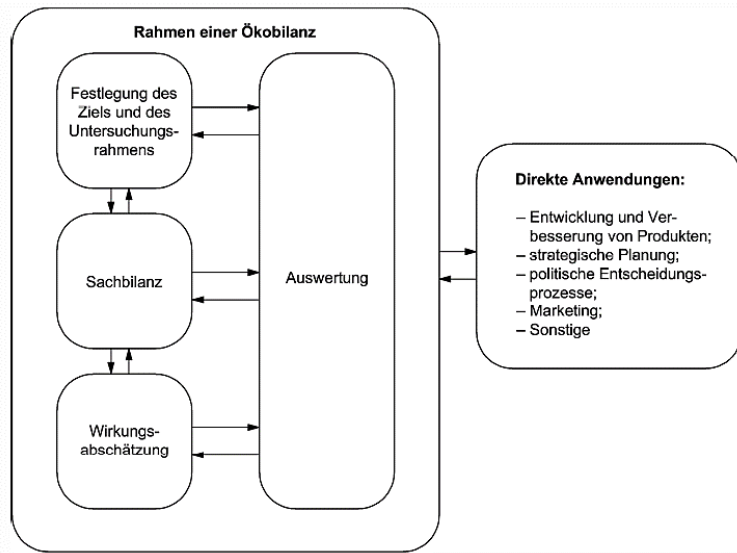 Rahmen einer Ökobilanz
Festlegung des
Ziels und des
Untersuchungs-
rahmens
Sachbilanz
Wirkungs-
abschätzung
Auswertung
Direkte Anwendungen:
– Entwicklung und Ver-
besserung von Produkten;
– strategische Planung;
– politische Entscheidungs-
prozesse;
– Marketing;
– Sonstige